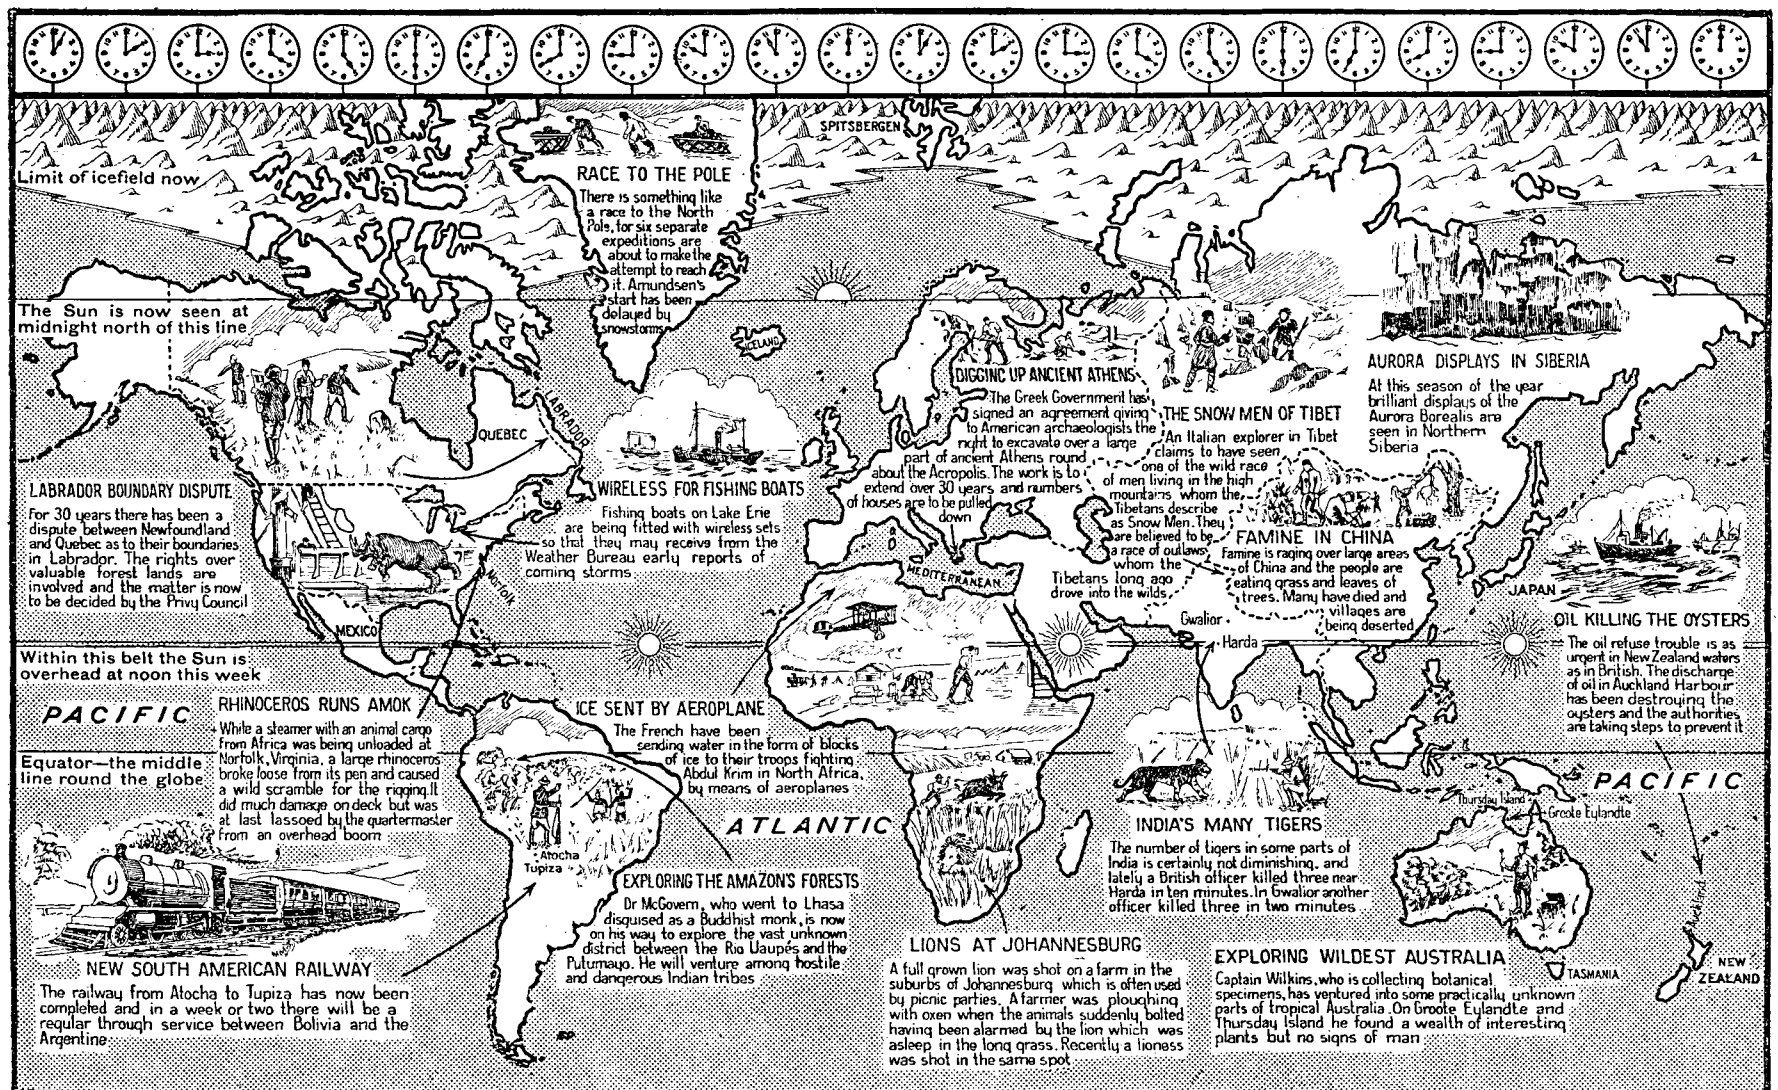 SPITSBERGEN
Limit of icefield now
RACE TO THE POLE
There is something like
a race to the North
Pole, for six separate
expeditions are
about to make the
attempt to reach
it. Amundsen's
start has been
delayed by
snowstorms
The Sun is now seen at
midnight north of this line
ICELAND
LABRADOR
QUEBEC
DIGGING UP ANCIENT ATHENS
The Greek Government has
signed an agreement giving
to American archaeologists the
right to excavate over a large
part of ancient Athens round
about the Acropolis. The work is to
extend over 30 years and numbers
of houses are to be pulled
down
THE SNOW MEN OF TIBET
An Italian explorer in Tibet
claims to have seen
one of the wild race
of men living in the high
mountains whom the
Tibetans describe
as Snow Men. They
are believed to be
a race of outlaws
whom the
Tibetans long ago
drove into the wilds
AURORA DISPLAYS IN SIBERIA
At this season of the year
brilliant displays of the
Aurora Borealis are
seen in Northern
Siberia
LABRADOR BOUNDARY DISPUTE
For 30 years there has been a
dispute between Newfoundland
and Quebec as to their boundaries
in Labrador. The rights over
valuable forest lands are
involved and the matter is now
to be decided by the Privy Council
WIRELESS FOR FISHING BOATS
Fishing boats on Lake Erie
are being fitted with wireless sets
so that they may receive from the
Weather Bureau early reports of
coming storms
FAMINE IN CHINA
Famine is raging over large areas
of China and the people are
eating grass and leaves of
trees. Many have died and
villages are
being deserted
MEDITERRANEAN
Norfolk
MEXICO
JAPAN
Gwalior
Harda
OIL KILLING THE OYSTERS
The oil refuse trouble is as
urgent in New Zealand waters
as in British. The discharge
of oil in Auckland Harbour
has been destroying the
oysters and the authorities
are taking steps to prevent it
Within this belt the Sun is
overhead at noon this week
PACIFIC
RHINOCEROS RUNS AMOK
While a steamer with an animal cargo
from Africa was being unloaded at
Norfolk, Virginia, a large rhinoceros
broke loose from its pen and caused
a wild scramble for the rigging. It
did much damage on deck but was
at last lassoed by the quartermaster
from an overhead boom
ICE SENT BY AEROPLANE
The French have been
sending water in the form of blocks
of ice to their troops fighting
Abdul Krim in North Africa,
by means of aeroplanes
Equator—the middle
line round the globe
ATLANTIC
PACIFIC
Thursday Island
Groote Eylandte
INDIA'S MANY TIGERS
The number of tigers in some parts of
India is certainly not diminishing, and
lately a British officer killed three near
Harda in ten minutes. In Gwalior another
officer killed three in two minutes
Atocha
Tupiza
EXPLORING THE AMAZON'S FORESTS
Dr McGovern, who went to Lhasa
disguised as a Buddhist monk, is now
on his way to explore the vast unknown
district between the Rio Uaupés and the
Putumayo. He will venture among hostile
and dangerous Indian tribes
Auckland
NEW SOUTH AMERICAN RAILWAY
The railway from Atocha to Tupiza has now been
completed and in a week or two there will be a
regular through service between Bolivia and the
Argentine
LIONS AT JOHANNESBURG
A full grown lion was shot on a farm in the
suburbs of Johannesburg which is often used
by picnic parties. A farmer was ploughing
with oxen when the animals suddenly bolted
having been alarmed by the lion which was
asleep in the long grass. Recently a lioness
was shot in the same spot
EXPLORING WILDEST AUSTRALIA
Captain Wilkins, who is collecting botanical
specimens, has ventured into some practically unknown
parts of tropical Australia. On Groote Eylandte and
Thursday Island he found a wealth of interesting
plants but no signs of man
TASMANIA
NEW
ZEALAND